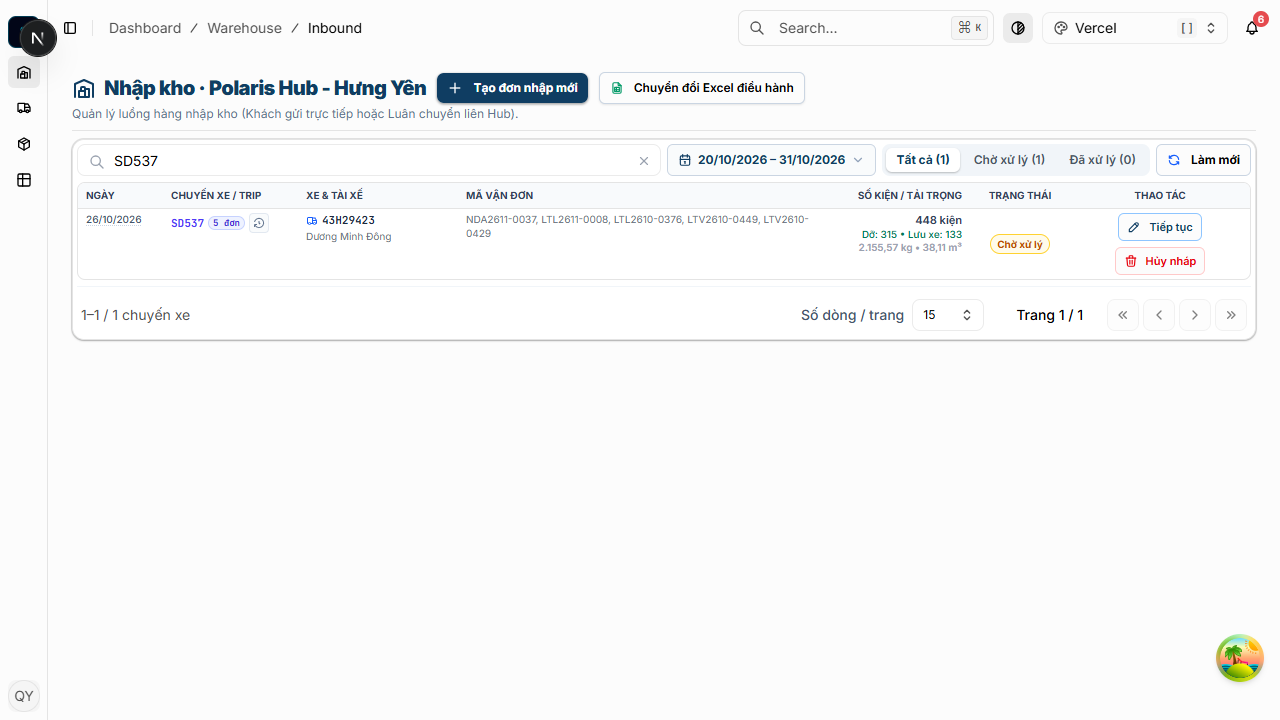 Dashboard / Warehouse / Inbound
Search...
⌘ K
Vercel
[ ]
6
N
Nhập kho · Polaris Hub - Hưng Yên
Tạo đơn nhập mới
Chuyển đổi Excel điều hành
Quản lý luồng hàng nhập kho (Khách gửi trực tiếp hoặc Luân chuyển liên Hub).
SD537
20/10/2026 – 31/10/2026
Tất cả (1)
Chờ xử lý (1)
Đã xử lý (0)
Làm mới
NGÀY
CHUYẾN XE / TRIP
XE & TÀI XẾ
MÃ VẬN ĐƠN
SỐ KIỆN / TẢI TRỌNG
TRẠNG THÁI
THAO TÁC
26/10/2026
SD537
5 đơn
43H29423
Dương Minh Đông
NDA2611-0037, LTL2611-0008, LTL2610-0376, LTV2610-0449, LTV2610-
0429
448 kiện
Dỡ: 315 • Lưu xe: 133
2.155,57 kg • 38,11 m³
Chờ xử lý
Tiếp tục
Hủy nháp
1–1 / 1 chuyến xe
Số dòng / trang
15
Trang 1 / 1
QY